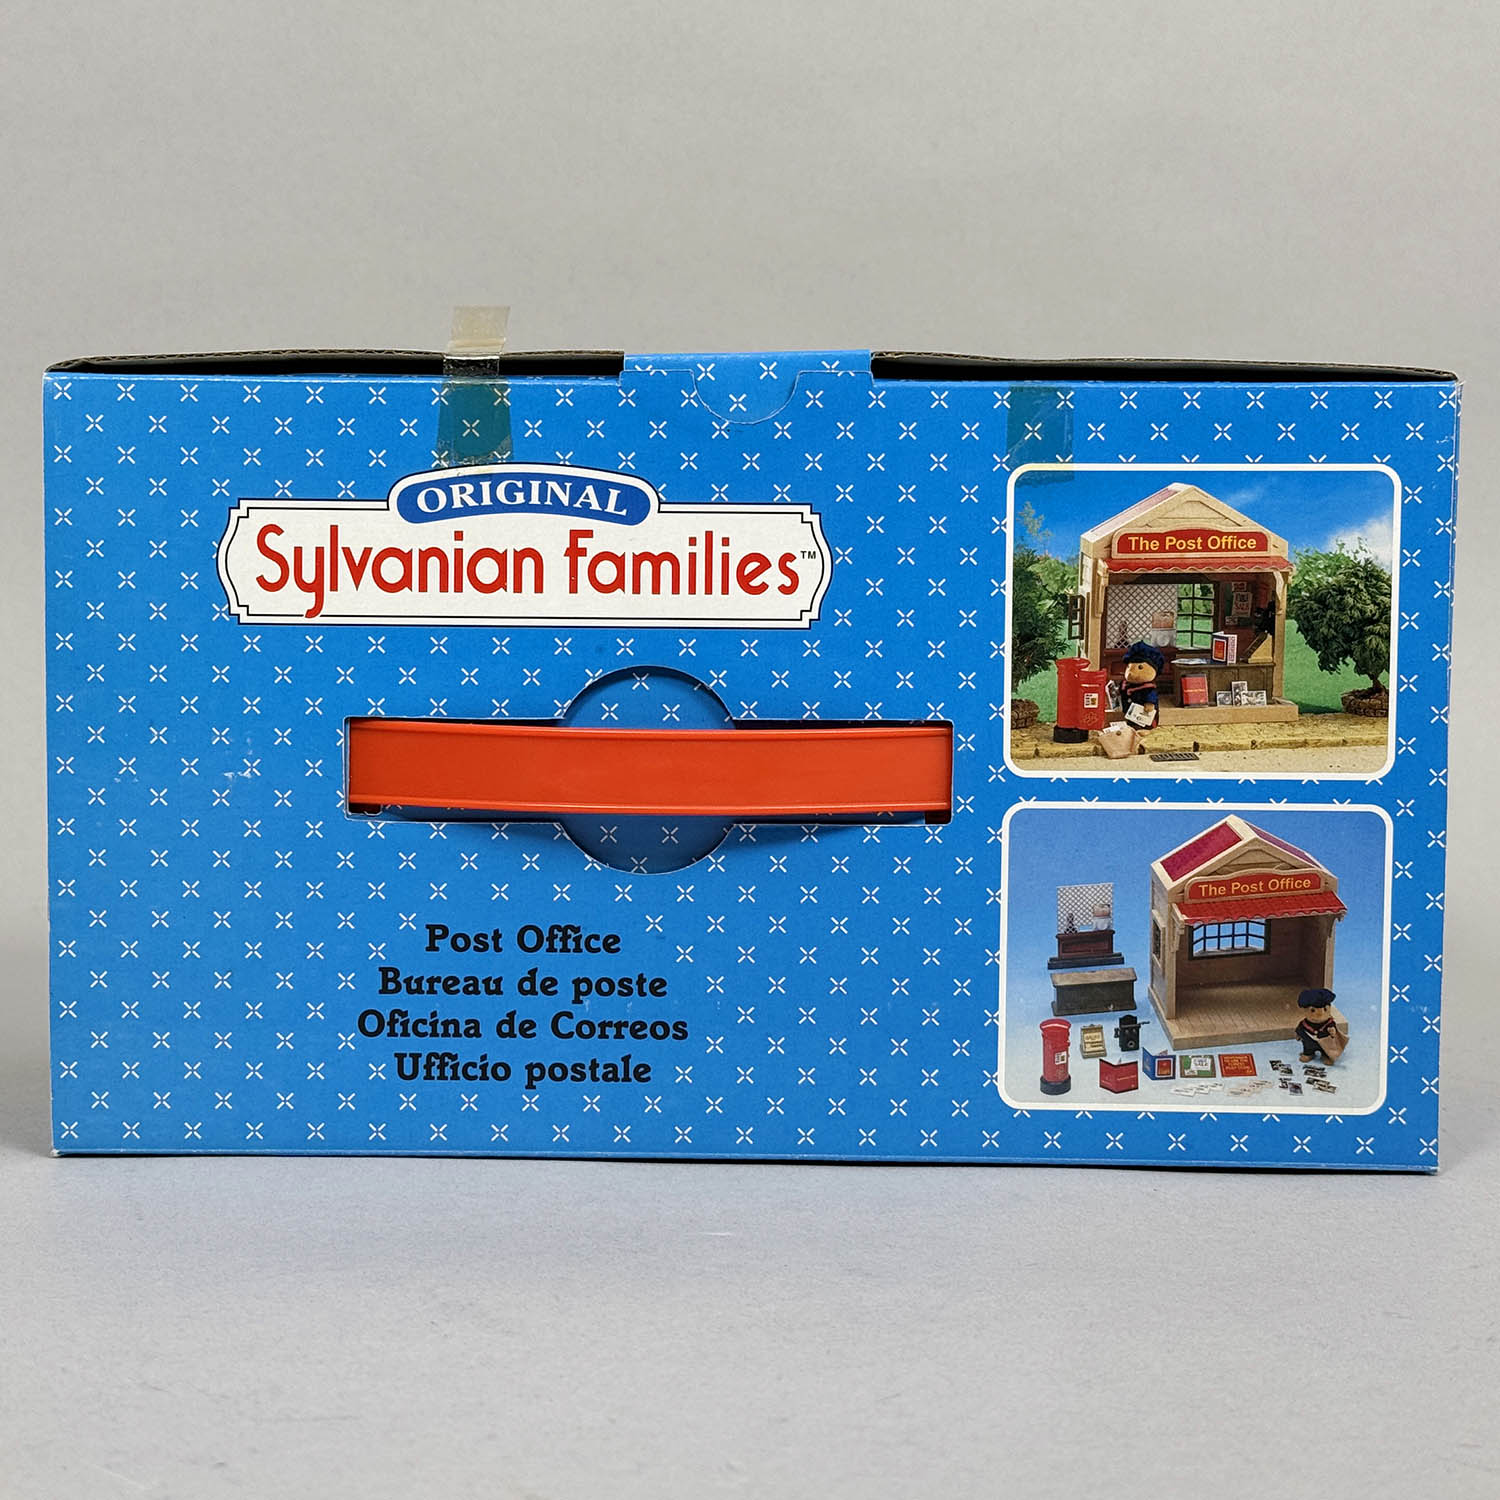 ORIGINAL
Sylvanian Families™
Post Office
Bureau de poste
Oficina de Correos
Ufficio postale
The Post Office
The Post Office